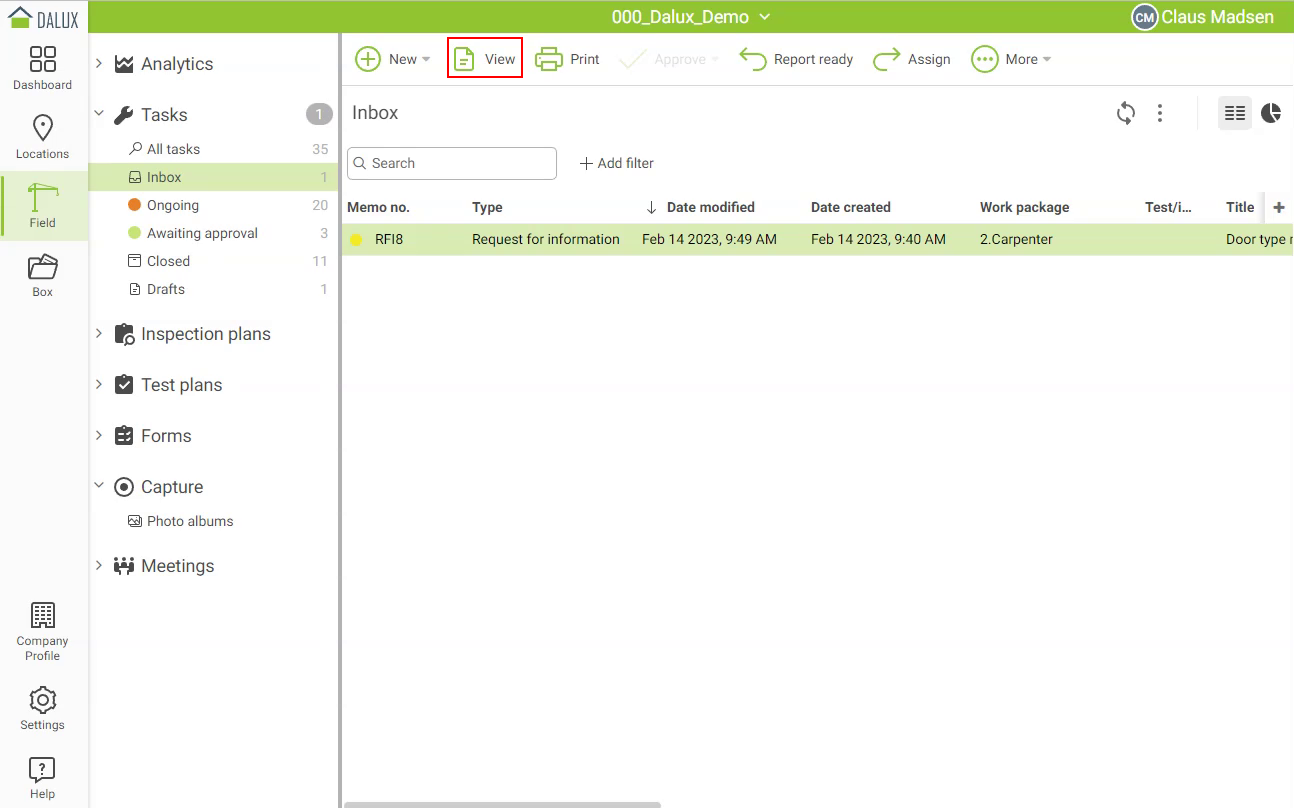 DALUX
000_Dalux_Demo
CM Claus Madsen
Dashboard
Locations
Field
Box
Company
Profile
Settings
Help
Analytics
Tasks 1
All tasks 35
Inbox 1
Ongoing 20
Awaiting approval 3
Closed 11
Drafts 1
Inspection plans
Test plans
Forms
Capture
Photo albums
Meetings
New View Print Approve Report ready Assign More
Inbox
Search Add filter
Memo no. Type Date modified Date created Work package Test/i... Title
RFI8 Request for information Feb 14 2023, 9:49 AM Feb 14 2023, 9:40 AM 2.Carpenter Door type